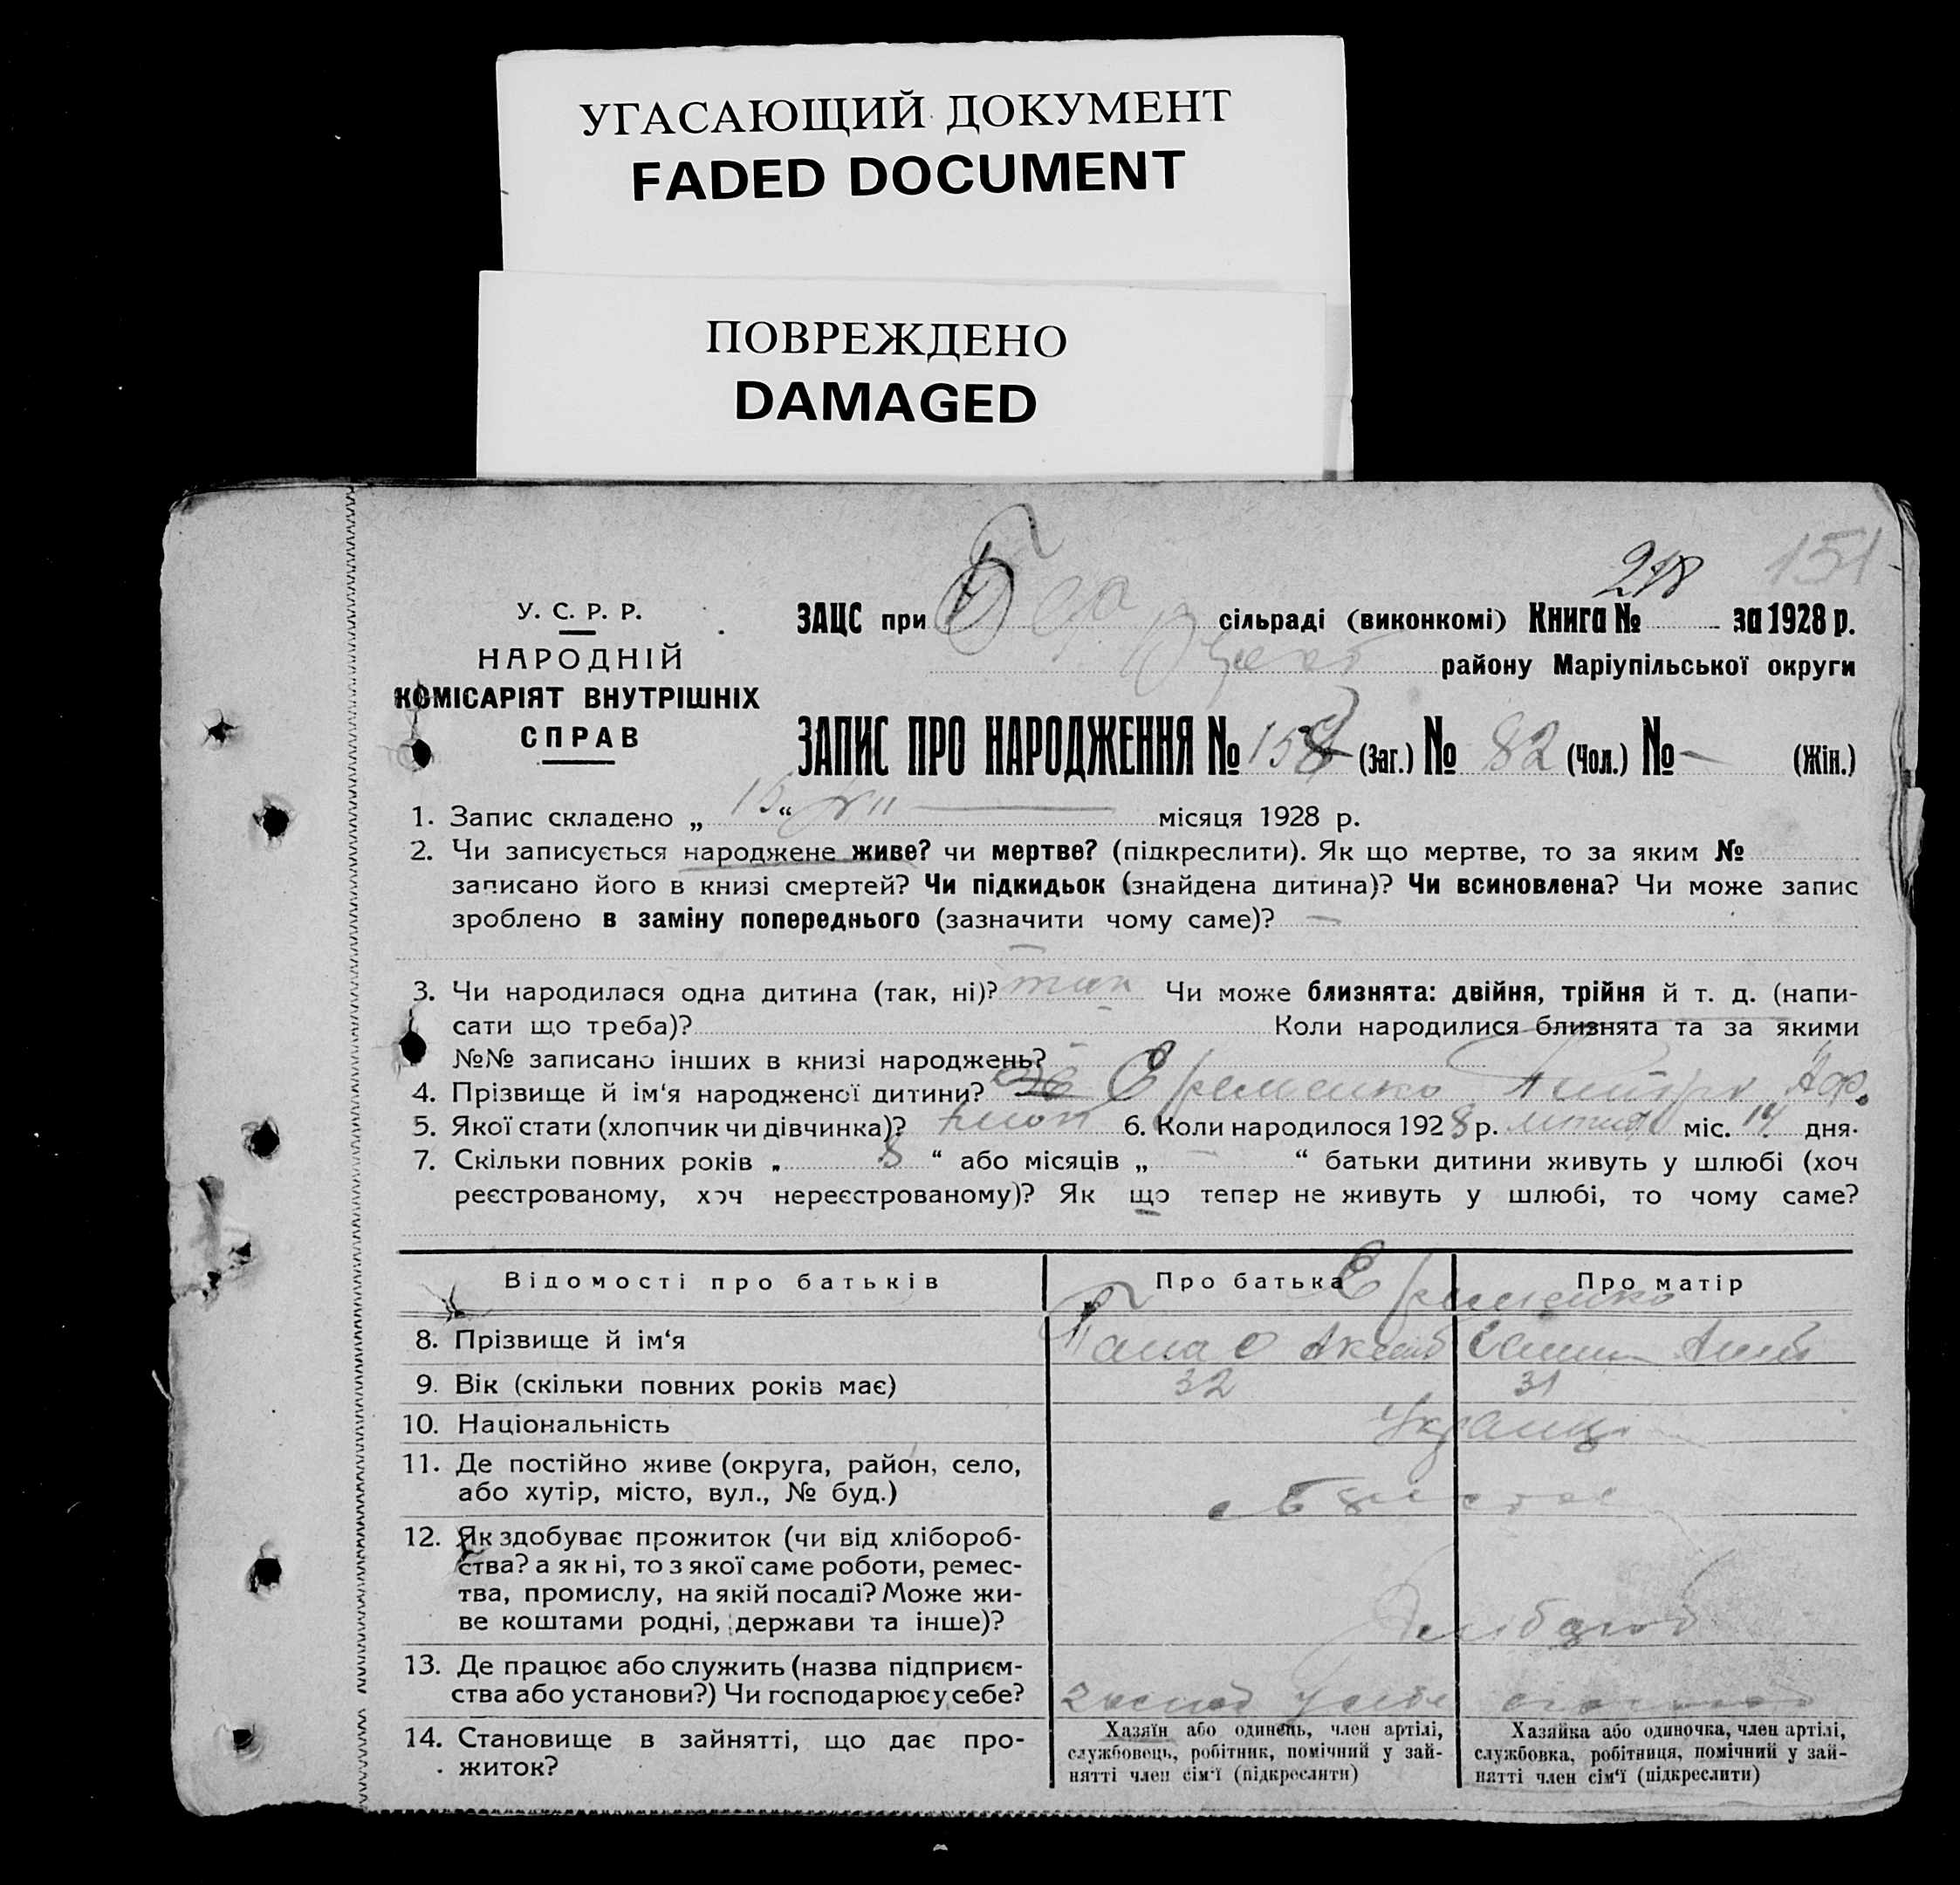 УГАСАЮЩИЙ ДОКУМЕНТ
FADED DOCUMENT
ПОВРЕЖДЕНО
DAMAGED
218 151
У. С. Р. Р.
НАРОДНІЙ
КОМІСАРІЯТ ВНУТРІШНІХ
СПРАВ
ЗАЦС при сільраді (виконкомі) Книга № за 1928 р.
району Маріупільської округи
ЗАПИС ПРО НАРОДЖЕННЯ № (Заг.) № 82 (Чол.) № — (Жін.)
1. Запис складено „ 15 “ місяця 1928 р.
2. Чи записується народжене живе? чи мертве? (підкреслити). Як що мертве, то за яким №
записано його в книзі смертей? Чи підкидьок (знайдена дитина)? Чи всиновлена? Чи може запис
зроблено в заміну попереднього (зазначити чому саме)? —
3. Чи народилася одна дитина (так, ні)? так Чи може близнята: двійня, трійня й т. д. (напи-
сати що треба)? Коли народилися близнята та за якими
№№ записано інших в книзі народжень?
4. Прізвище й ім‘я народженої дитини? Еременко
5. Якої стати (хлопчик чи дівчинка)? 6. Коли народилося 1928 р. міс. 14 дня.
7. Скільки повних років „ 8 “ або місяців „ — “ батьки дитини живуть у шлюбі (хоч
реєстрованому, хоч нереєстрованому)? Як що тепер не живуть у шлюбі, то чому саме?
Відомості про батьків Про батька Про матір
Еременко
8. Прізвище й ім‘я
9. Вік (скільки повних років має) 32 31
10. Національність Українці
11. Де постійно живе (округа, район, село,
або хутір, місто, вул., № буд.)
12. Як здобуває прожиток (чи від хлібороб-
ства? а як ні, то з якої саме роботи, ремес-
тва, промислу, на якій посаді? Може жи-
ве коштами родні, держави та інше)?
13. Де працює або служить (назва підприєм-
ства або установи?) Чи господарює у себе?
14. Становище в зайнятті, що дає про-
житок?
Хазяїн або одинець, член артілі,
службовець, робітник, помічний у зай-
нятті член сім‘ї (підкреслити)
Хазяйка або одиночка, член артілі,
службовка, робітниця, помічний у зай-
нятті член сім‘ї (підкреслити)